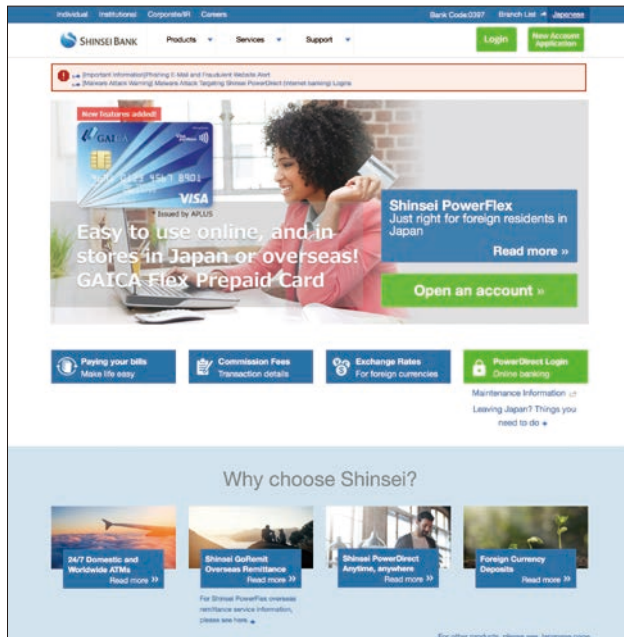 Individual Institutional Corporate/IR Careers Bank Code:0397 Branch List Japanese
SHINSEI BANK Products Services Support Login New Account Application
[Important Information]Phishing E-Mail and Fraudulent Website Alert
[Malware Attack Warning] Malware Attack Targeting Shinsei PowerDirect (Internet banking) Logins
New features added!
GAICA
VISA
* Issued by APLUS
Easy to use online, and in
stores in Japan or overseas!
GAICA Flex Prepaid Card
Shinsei PowerFlex
Just right for foreign residents in
Japan
Read more »
Open an account »
Paying your bills
Make life easy
Commission Fees
Transaction details
Exchange Rates
For foreign currencies
PowerDirect Login
Online banking
Maintenance Information
Leaving Japan? Things you
need to do
Why choose Shinsei?
24/7 Domestic and
Worldwide ATMs
Read more »
Shinsei GoRemit
Overseas Remittance
Read more »
Shinsei PowerDirect
Anytime, anywhere
Read more »
Foreign Currency
Deposits
Read more »
For Shinsei PowerFlex overseas
remittance service information,
please see here.